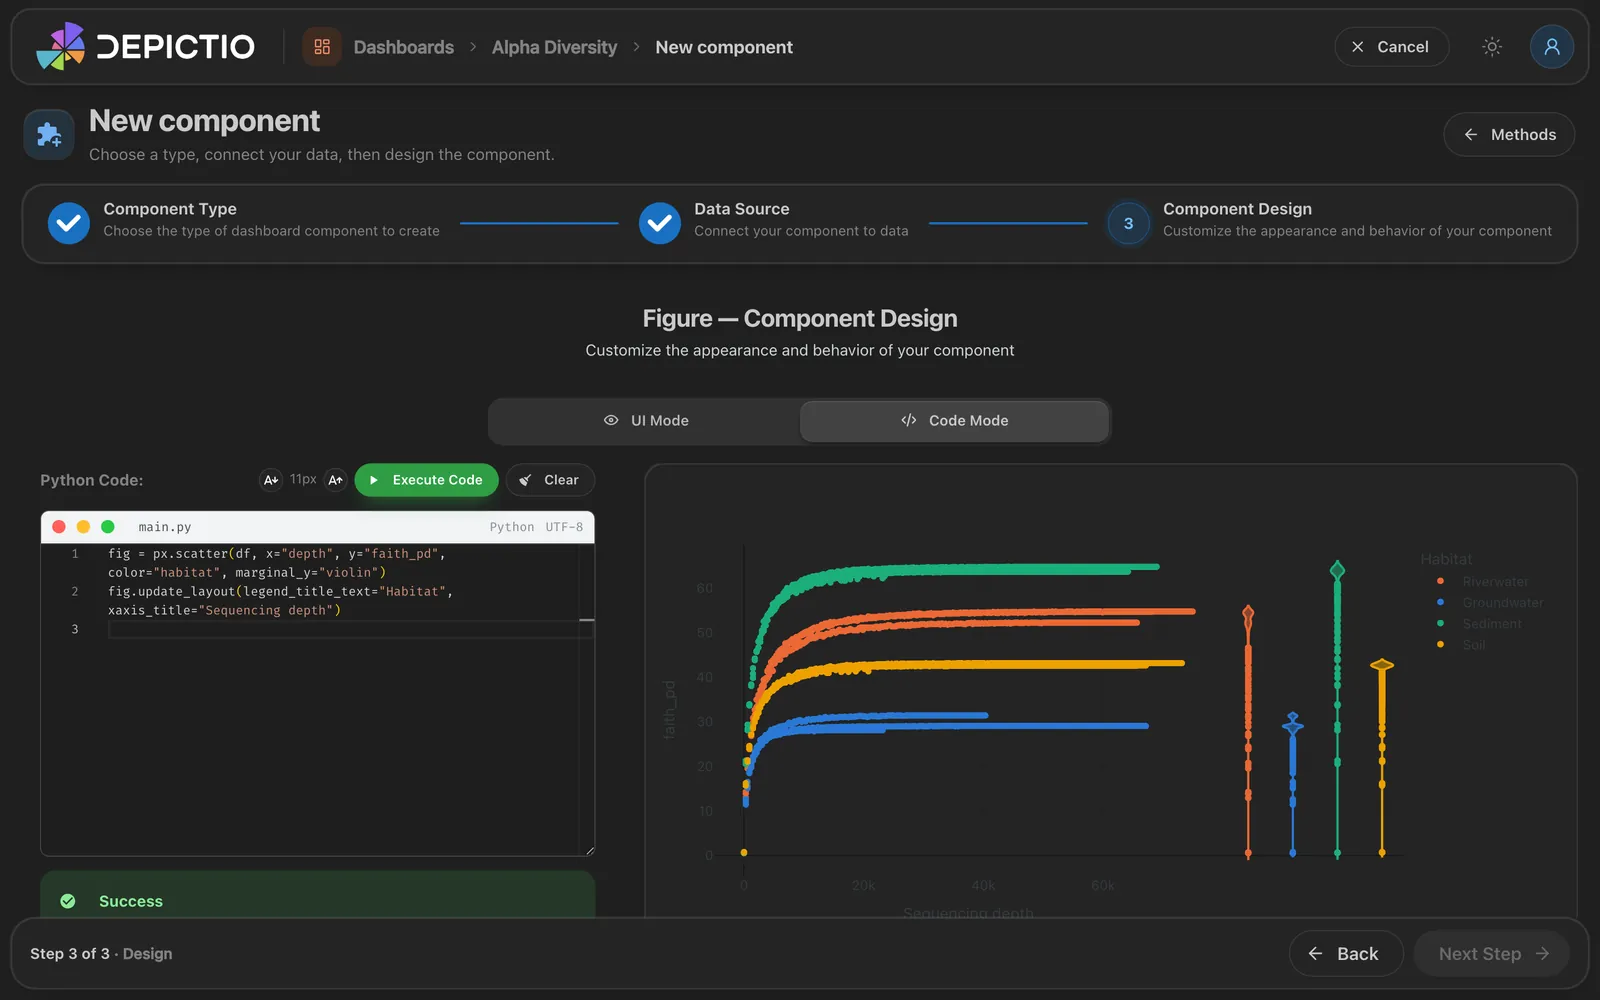 DEPICTIO
Dashboards > Alpha Diversity > New component
Cancel
New component
Choose a type, connect your data, then design the component.
Methods
Component Type
Choose the type of dashboard component to create
Data Source
Connect your component to data
3
Component Design
Customize the appearance and behavior of your component
Figure — Component Design
Customize the appearance and behavior of your component
UI Mode
Code Mode
Python Code:
A 11px A
Execute Code
Clear
main.py
Python UTF-8
1 fig = px.scatter(df, x="depth", y="faith_pd",
color="habitat", marginal_y="violin")
2 fig.update_layout(legend_title_text="Habitat",
xaxis_title="Sequencing depth")
3
Success
Habitat
Riverwater
Groundwater
Sediment
Soil
faith_pd
60
50
40
30
20
10
0
0 20k 40k 60k
Sequencing depth
Step 3 of 3 · Design
Back
Next Step